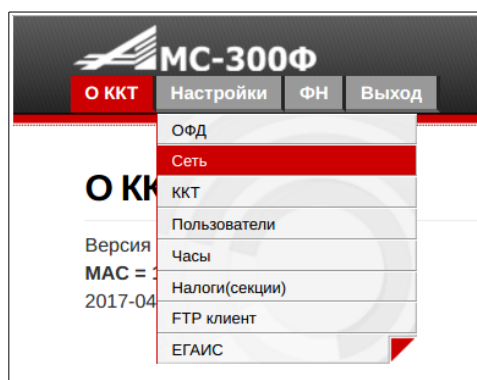 МС-300Ф
О ККТ Настройки ФН Выход
ОФД
Сеть
О КК
ККТ
Пользователи
Версия
Часы
MAC = 1
Налоги(секции)
2017-04
FTP клиент
ЕГАИС